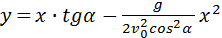 y = x · tgα − g / (2v₀²cos²α) x²